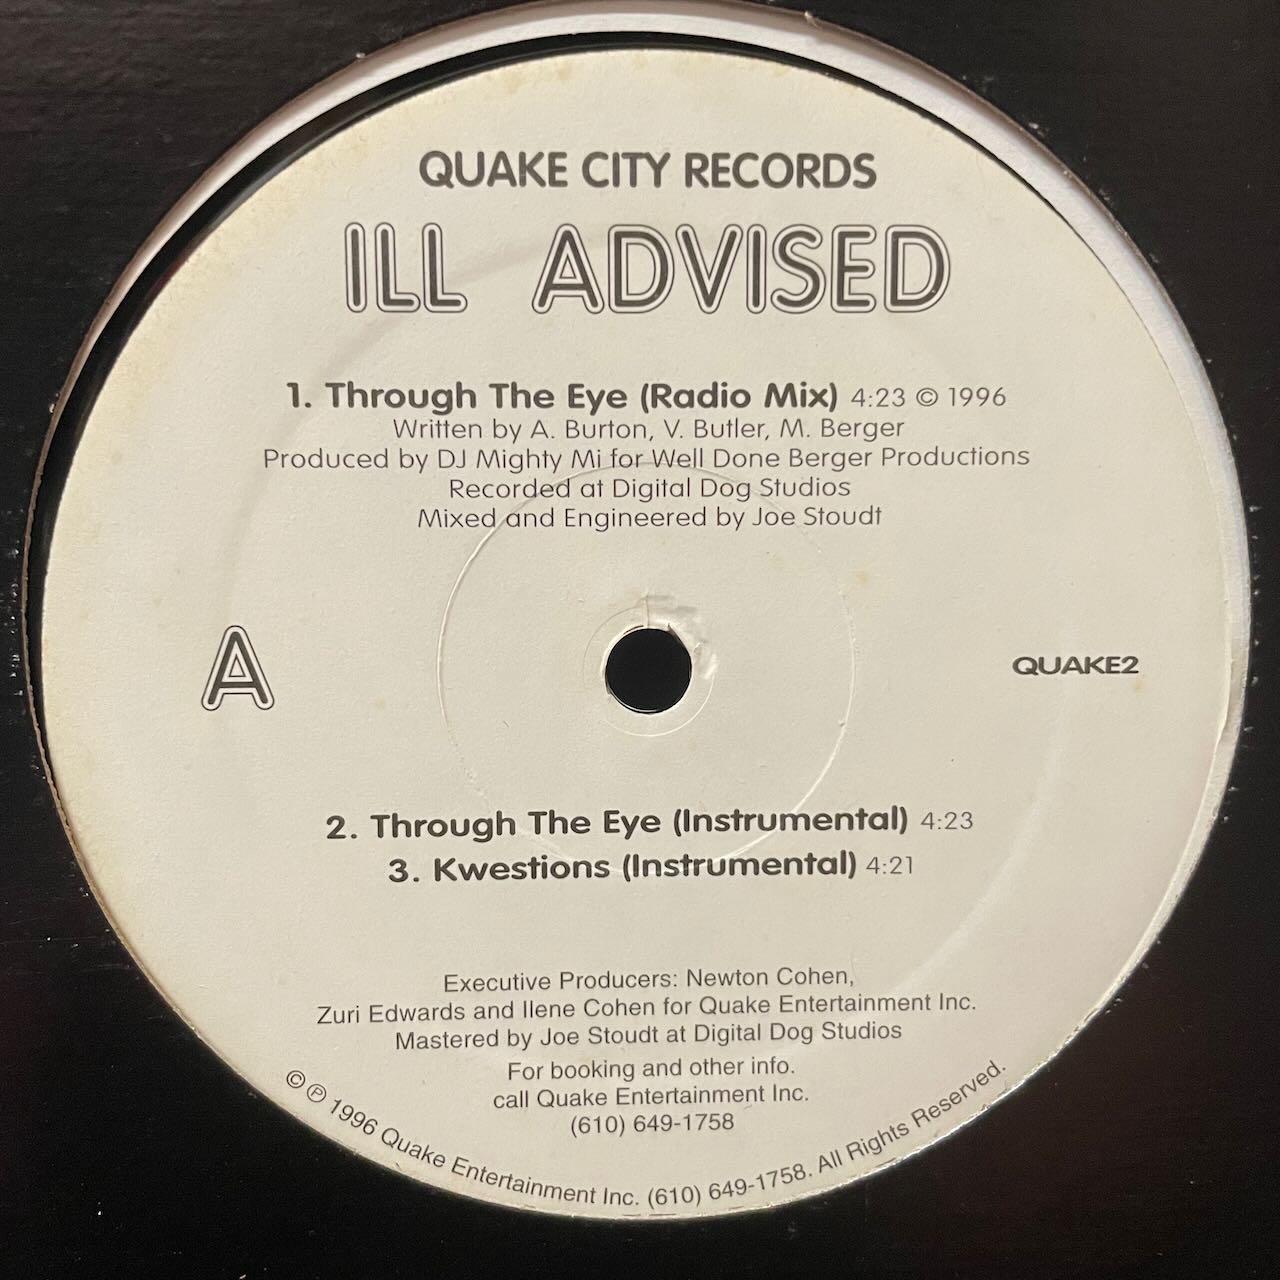 QUAKE CITY RECORDS
ILL ADVISED
1. Through The Eye (Radio Mix) 4:23 © 1996
Written by A. Burton, V. Butler, M. Berger
Produced by DJ Mighty Mi for Well Done Berger Productions
Recorded at Digital Dog Studios
Mixed and Engineered by Joe Stoudt
A
QUAKE2
2. Through The Eye (Instrumental) 4:23
3. Kwestions (Instrumental) 4:21
Executive Producers: Newton Cohen,
Zuri Edwards and Ilene Cohen for Quake Entertainment Inc.
Mastered by Joe Stoudt at Digital Dog Studios
For booking and other info.
call Quake Entertainment Inc.
(610) 649-1758
© ℗ 1996 Quake Entertainment Inc. (610) 649-1758. All Rights Reserved.